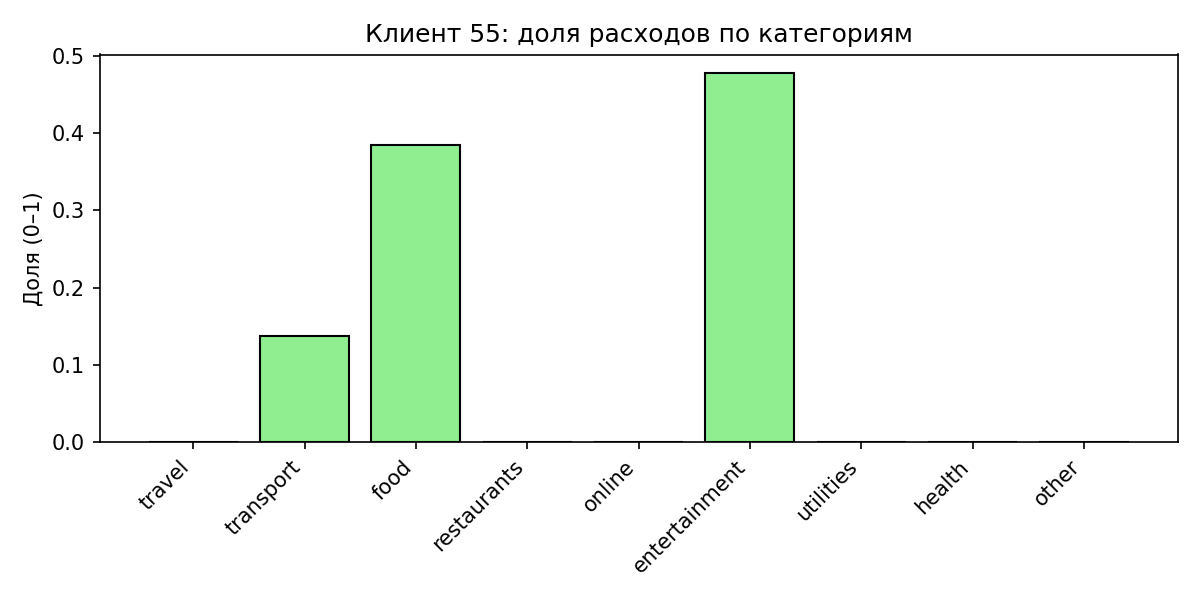 Клиент 55: доля расходов по категориям
Доля (0–1)
0.5
0.4
0.3
0.2
0.1
0.0
travel
transport
food
restaurants
online
entertainment
utilities
health
other